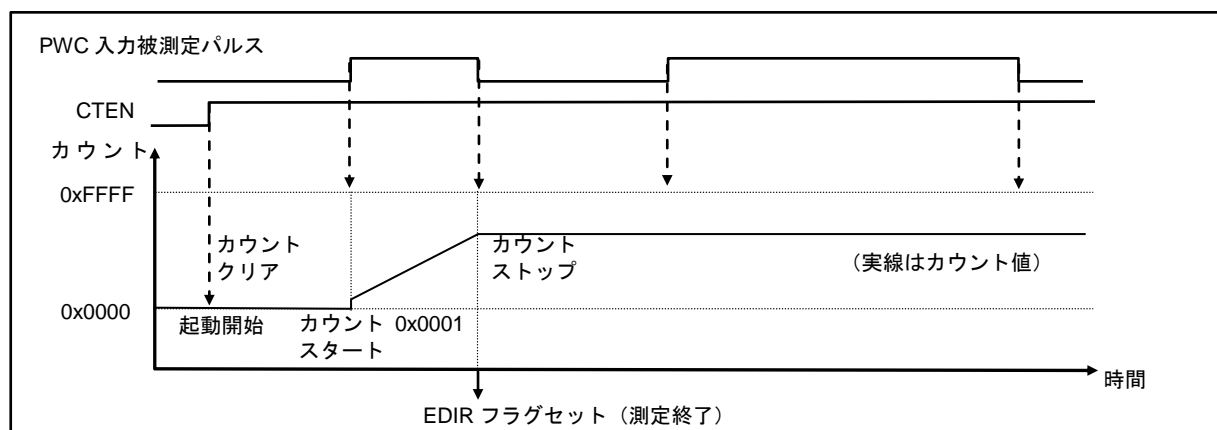 PWC 入力被測定パルス
CTEN
カウント
0xFFFF
カウント
クリア
カウント
ストップ
(実線はカウント値)
0x0000
起動開始
カウント 0x0001
スタート
時間
EDIR フラグセット(測定終了)